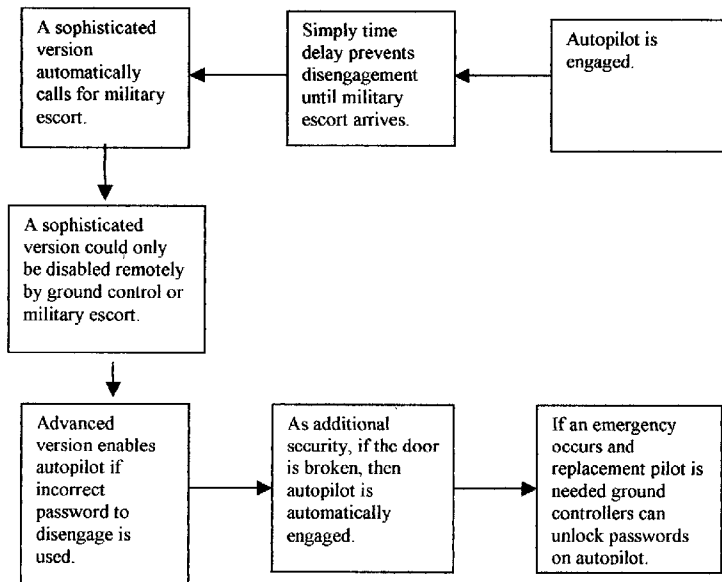 Autopilot is
engaged.
Simply time
delay prevents
disengagement
until military
escort arrives.
A sophisticated
version
automatically
calls for military
escort.
A sophisticated
version could only
be disabled remotely
by ground control or
military escort.
Advanced
version enables
autopilot if
incorrect
password to
disengage is
used.
As additional
security, if the door
is broken, then
autopilot is
automatically
engaged.
If an emergency
occurs and
replacement pilot is
needed ground
controllers can
unlock passwords
on autopilot.